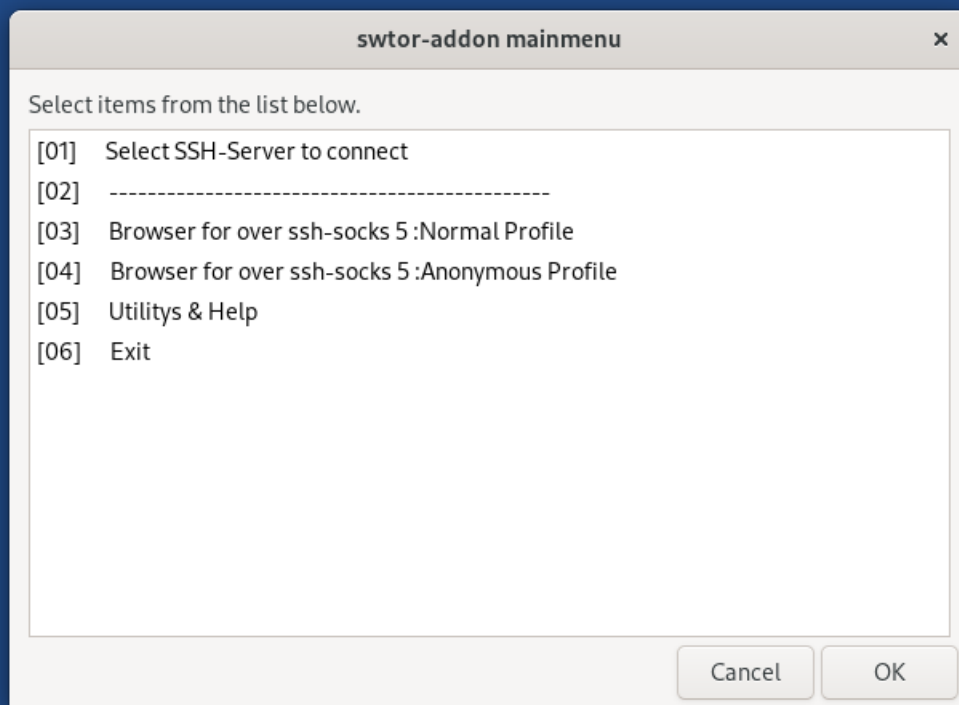 swtor-addon mainmenu ×
Select items from the list below.
[01] Select SSH-Server to connect
[02] ----------------------------------------------
[03] Browser for over ssh-socks 5 :Normal Profile
[04] Browser for over ssh-socks 5 :Anonymous Profile
[05] Utilitys & Help
[06] Exit
Cancel OK